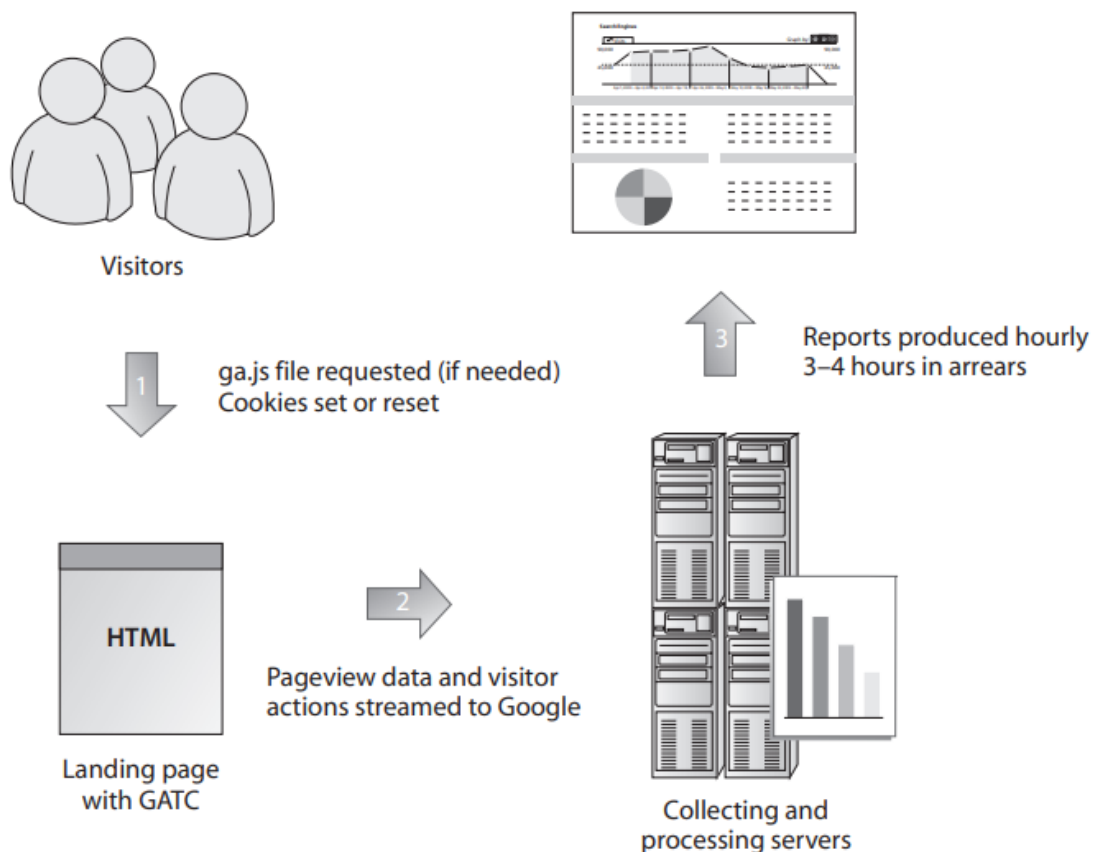 Search Engines
Visitors
1
ga.js file requested (if needed)
Cookies set or reset
3
Reports produced hourly
3–4 hours in arrears
HTML
2
Pageview data and visitor
actions streamed to Google
Landing page
with GATC
Collecting and
processing servers